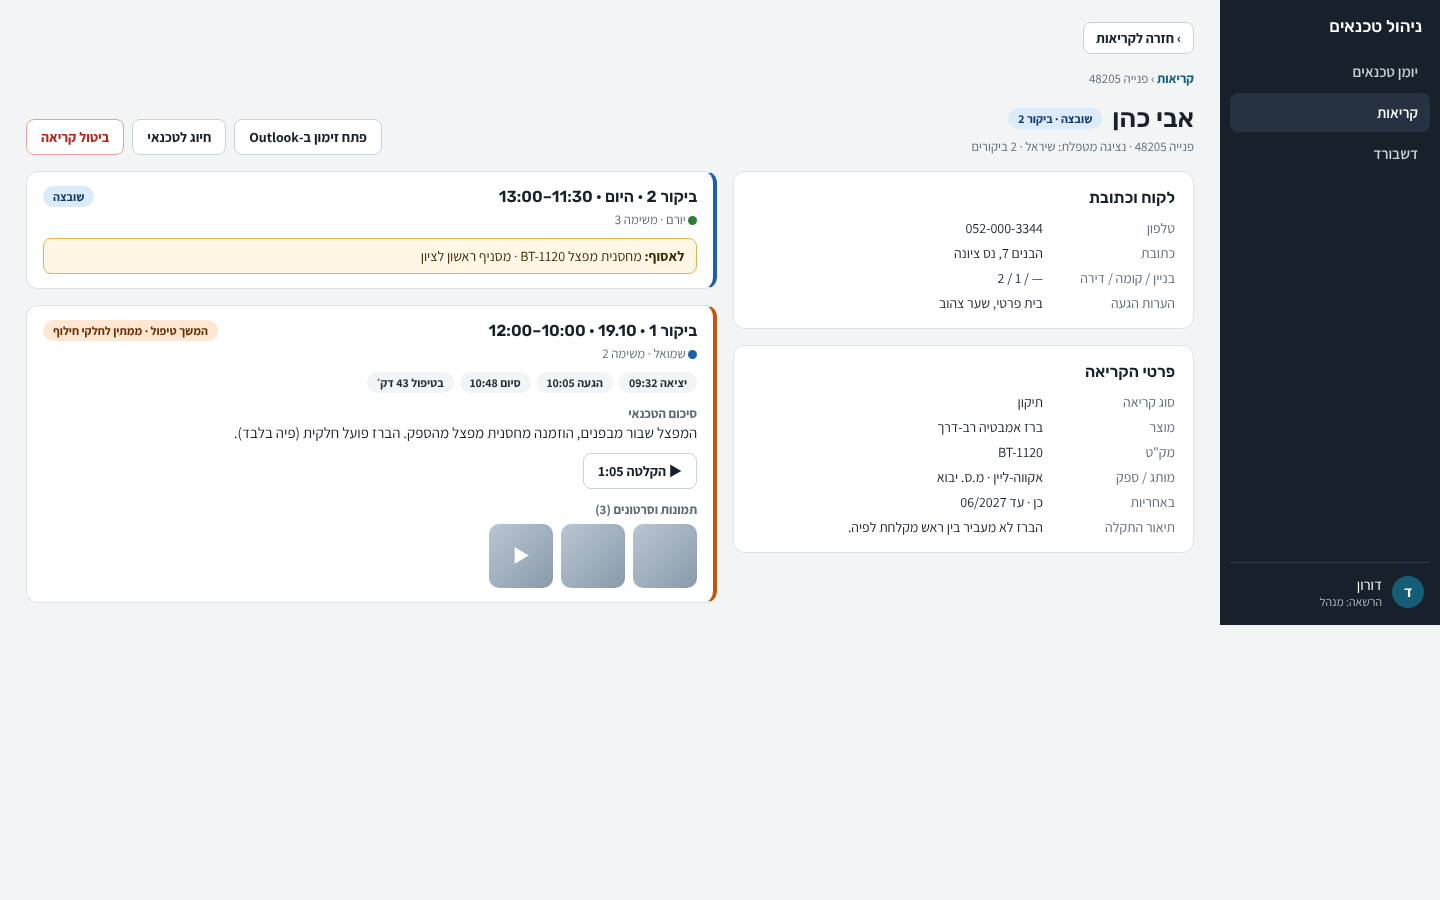 ניהול טכנאים
יומן טכנאים
קריאות
דשבורד
דורון
הרשאה: מנהל
ד
› חזרה לקריאות
קריאות › פנייה 48205
אבי כהן
שובצה · ביקור 2
פנייה 48205 · נציגה מטפלת: שיראל · 2 ביקורים
פתח זימון ב-Outlook
חיוג לטכנאי
ביטול קריאה
לקוח וכתובת
טלפון 052-000-3344
כתובת הבנים 7, נס ציונה
בניין / קומה / דירה — / 1 / 2
הערות הגעה בית פרטי, שער צהוב
פרטי הקריאה
סוג קריאה תיקון
מוצר ברז אמבטיה רב-דרך
מק"ט BT-1120
מותג / ספק אקווה-ליין · מ.ס. יבוא
באחריות כן · עד 06/2027
תיאור התקלה הברז לא מעביר בין ראש מקלחת לפיה.
ביקור 2 • היום • 11:30–13:00
שובצה
יורם · משימה 3
לאסוף: מחסנית מפצל BT-1120 · מסניף ראשון לציון
ביקור 1 • 19.10 • 10:00–12:00
המשך טיפול · ממתין לחלקי חילוף
שמואל · משימה 2
יציאה 09:32
הגעה 10:05
סיום 10:48
בטיפול 43 דק׳
סיכום הטכנאי
המפצל שבור מבפנים, הוזמנה מחסנית מפצל מהספק. הברז פועל חלקית (פיה בלבד).
▶ הקלטה 1:05
תמונות וסרטונים (3)